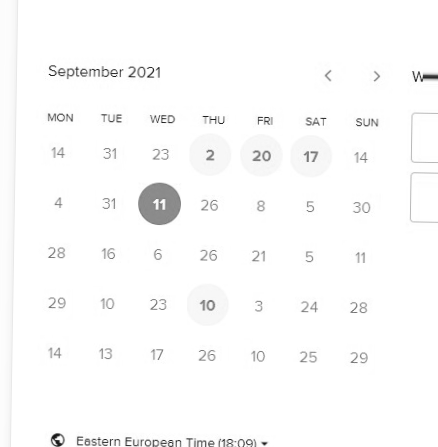 September 2021
MON TUE WED THU FRI SAT SUN
14 31 23 2 20 17 14
4 31 11 26 8 5 30
28 16 6 26 21 5 11
29 10 23 10 3 24 28
14 13 17 26 10 25 29
Eastern European Time (18:09)